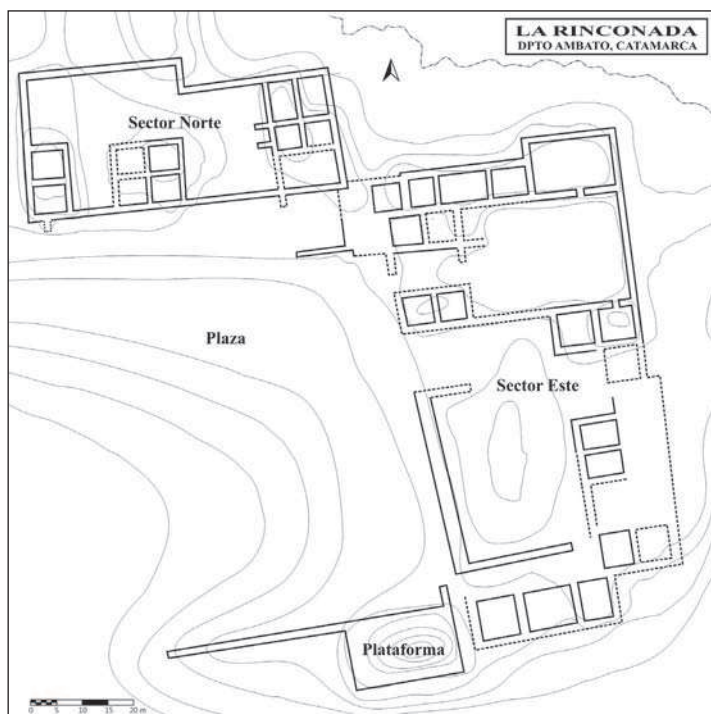 LA RINCONADA
DPTO AMBATO, CATAMARCA
Sector Norte
Plaza
Sector Este
Plataforma
0 5 10 15 20 m